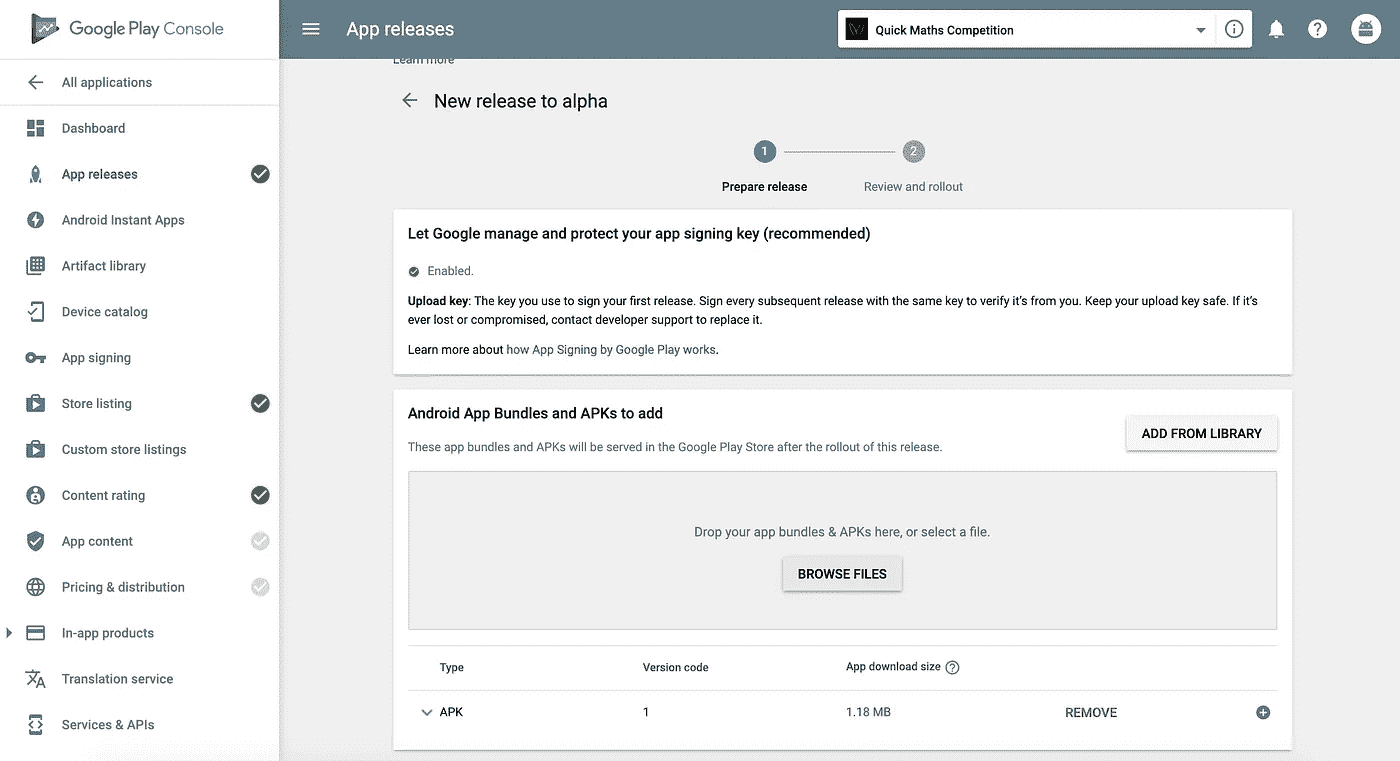 Google Play Console
App releases
Quick Maths Competition
All applications
Dashboard
App releases
Android Instant Apps
Artifact library
Device catalog
App signing
Store listing
Custom store listings
Content rating
App content
Pricing & distribution
In-app products
Translation service
Services & APIs
Learn more
New release to alpha
1
2
Prepare release
Review and rollout
Let Google manage and protect your app signing key (recommended)
Enabled.
Upload key: The key you use to sign your first release. Sign every subsequent release with the same key to verify it's from you. Keep your upload key safe. If it's
ever lost or compromised, contact developer support to replace it.
Learn more about how App Signing by Google Play works.
Android App Bundles and APKs to add
These app bundles and APKs will be served in the Google Play Store after the rollout of this release.
ADD FROM LIBRARY
Drop your app bundles & APKs here, or select a file.
BROWSE FILES
Type Version code App download size
APK 1 1.18 MB REMOVE